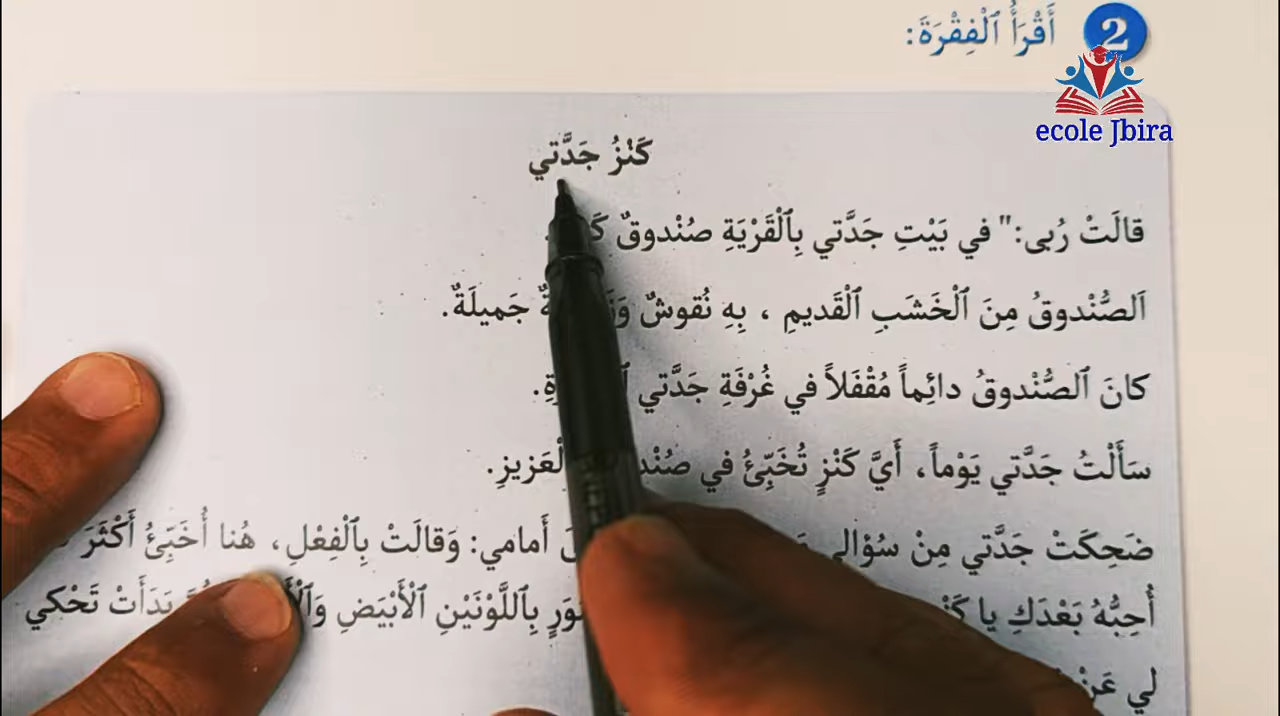 2 أَقْرَأُ ٱلْفِقْرَةَ:
ecole Jbira
كَنْزُ جَدَّتي
قالَتْ رُبى:" في بَيْتِ جَدَّتي بِٱلْقَرْيَةِ صُنْدوقٌ
اَلصُّنْدوقُ مِنَ ٱلْخَشَبِ ٱلْقَديمِ ، بِهِ نُقوشٌ جَميلَةٌ.
كانَ ٱلصُّنْدوقُ دائِماً مُقْفَلاً في غُرْفَةِ جَدَّتي
سَأَلْتُ جَدَّتي يَوْماً، أَيَّ كَنْزٍ تُخَبِّئُ في ٱلْعَزيزِ.
ضَحِكَتْ جَدَّتي مِنْ سُؤالي أَمامي: وَقالَتْ بِٱلْفِعْلِ، هُنا أُخَبِّئُ أَكْثَرَ
أُحِبُّهُ بَعْدَكِ يا بِٱللَّوْنَيْنِ ٱلْأَبْيَضِ بَدَأَتْ تَحْكي
لي عَنْ